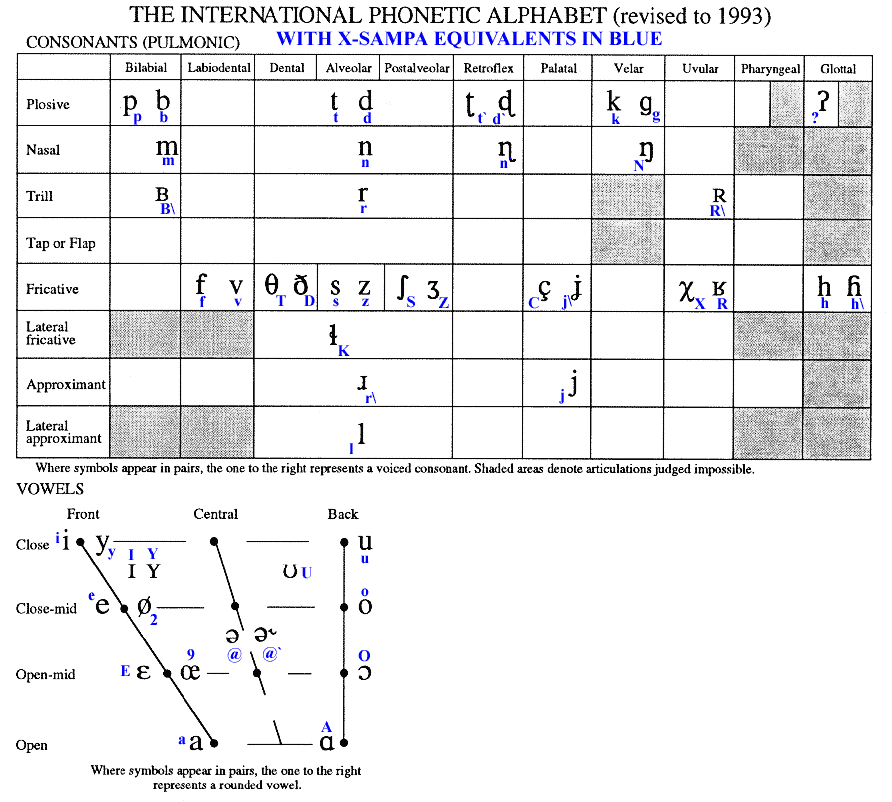 THE INTERNATIONAL PHONETIC ALPHABET (revised to 1993)
CONSONANTS (PULMONIC) WITH X-SAMPA EQUIVALENTS IN BLUE
Bilabial Labiodental Dental Alveolar Postalveolar Retroflex Palatal Velar Uvular Pharyngeal Glottal
Plosive p p b b t t d d ʈ t` ɖ d` k k ɡ g ʔ ?
Nasal m m n n ɳ n` ŋ N
Trill ʙ B\ r r ʀ R\
Tap or Flap
Fricative f f v v θ T ð D s s z z ʃ S ʒ Z ç C ʝ j\ χ X ʁ R h h ɦ h\
Lateral
fricative ɬ K
Approximant ɹ r\ j j
Lateral
approximant l l
Where symbols appear in pairs, the one to the right represents a voiced consonant. Shaded areas denote articulations judged impossible.
VOWELS
Front Central Back
Close i i y y u u
I Y
ɪ ʏ ʊ U
Close-mid e e ø 2 o o
ə ɚ
@ @`
Open-mid E ɛ 9 œ O ɔ
Open a a A ɑ
Where symbols appear in pairs, the one to the right
represents a rounded vowel.